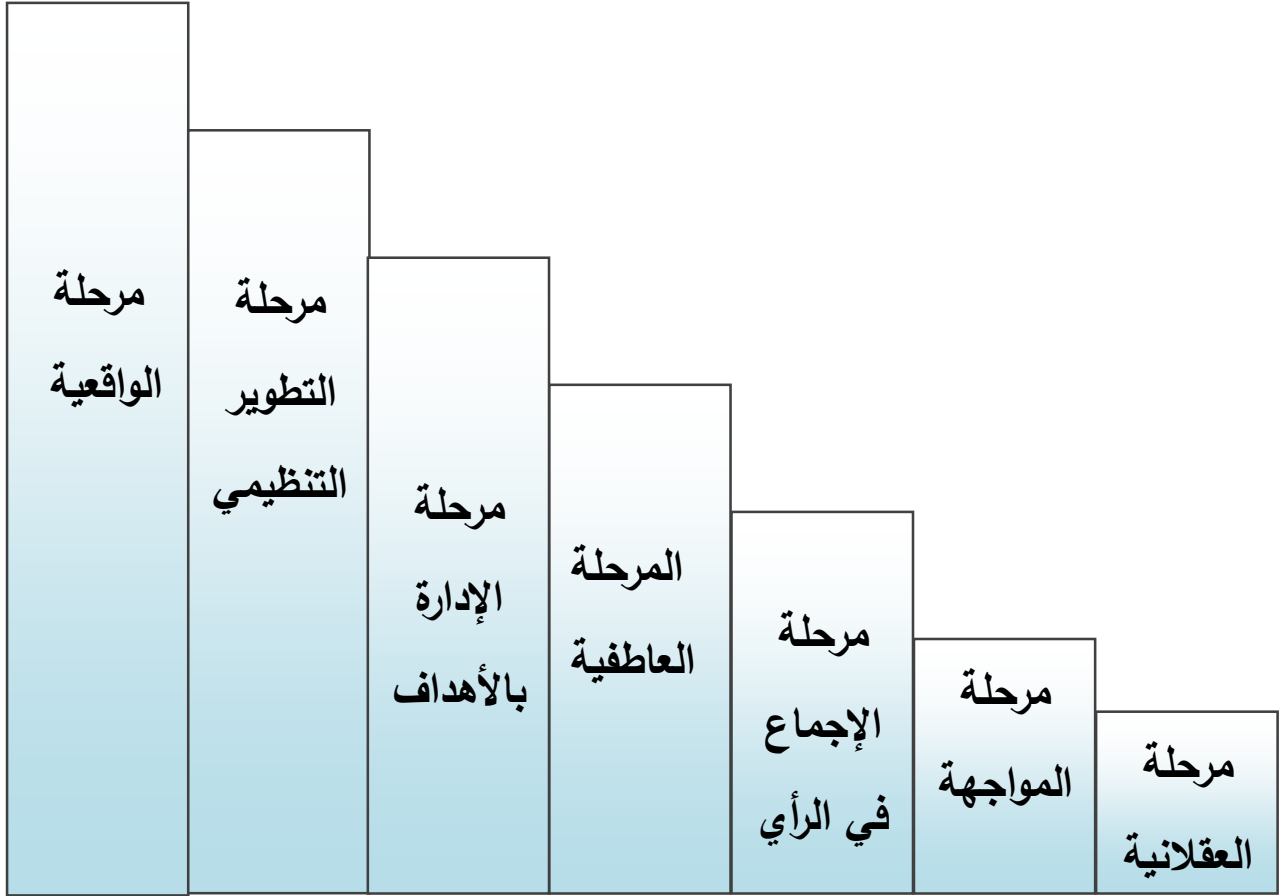 مرحلة
العقلانية
مرحلة
المواجهة
مرحلة
الإجماع
في الرأي
المرحلة
العاطفية
مرحلة
الإدارة
بالأهداف
مرحلة
التطوير
التنظيمي
مرحلة
الواقعية